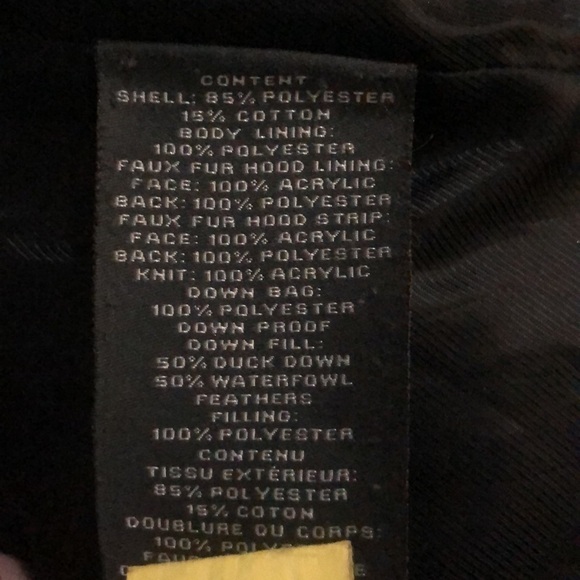 CONTENT
SHELL: 85% POLYESTER
15% COTTON
BODY LINING:
100% POLYESTER
FAUX FUR HOOD LINING:
FACE: 100% ACRYLIC
BACK: 100% POLYESTER
FAUX FUR HOOD STRIP:
FACE: 100% ACRYLIC
BACK: 100% POLYESTER
KNIT: 100% ACRYLIC
DOWN BAG:
100% POLYESTER
DOWN PROOF
DOWN FILL:
50% DUCK DOWN
50% WATERFOWL
FEATHERS
FILLING:
100% POLYESTER
CONTENU
TISSU EXTÉRIEUR:
85% POLYESTER
15% COTON
DOUBLURE DU CORPS:
100%